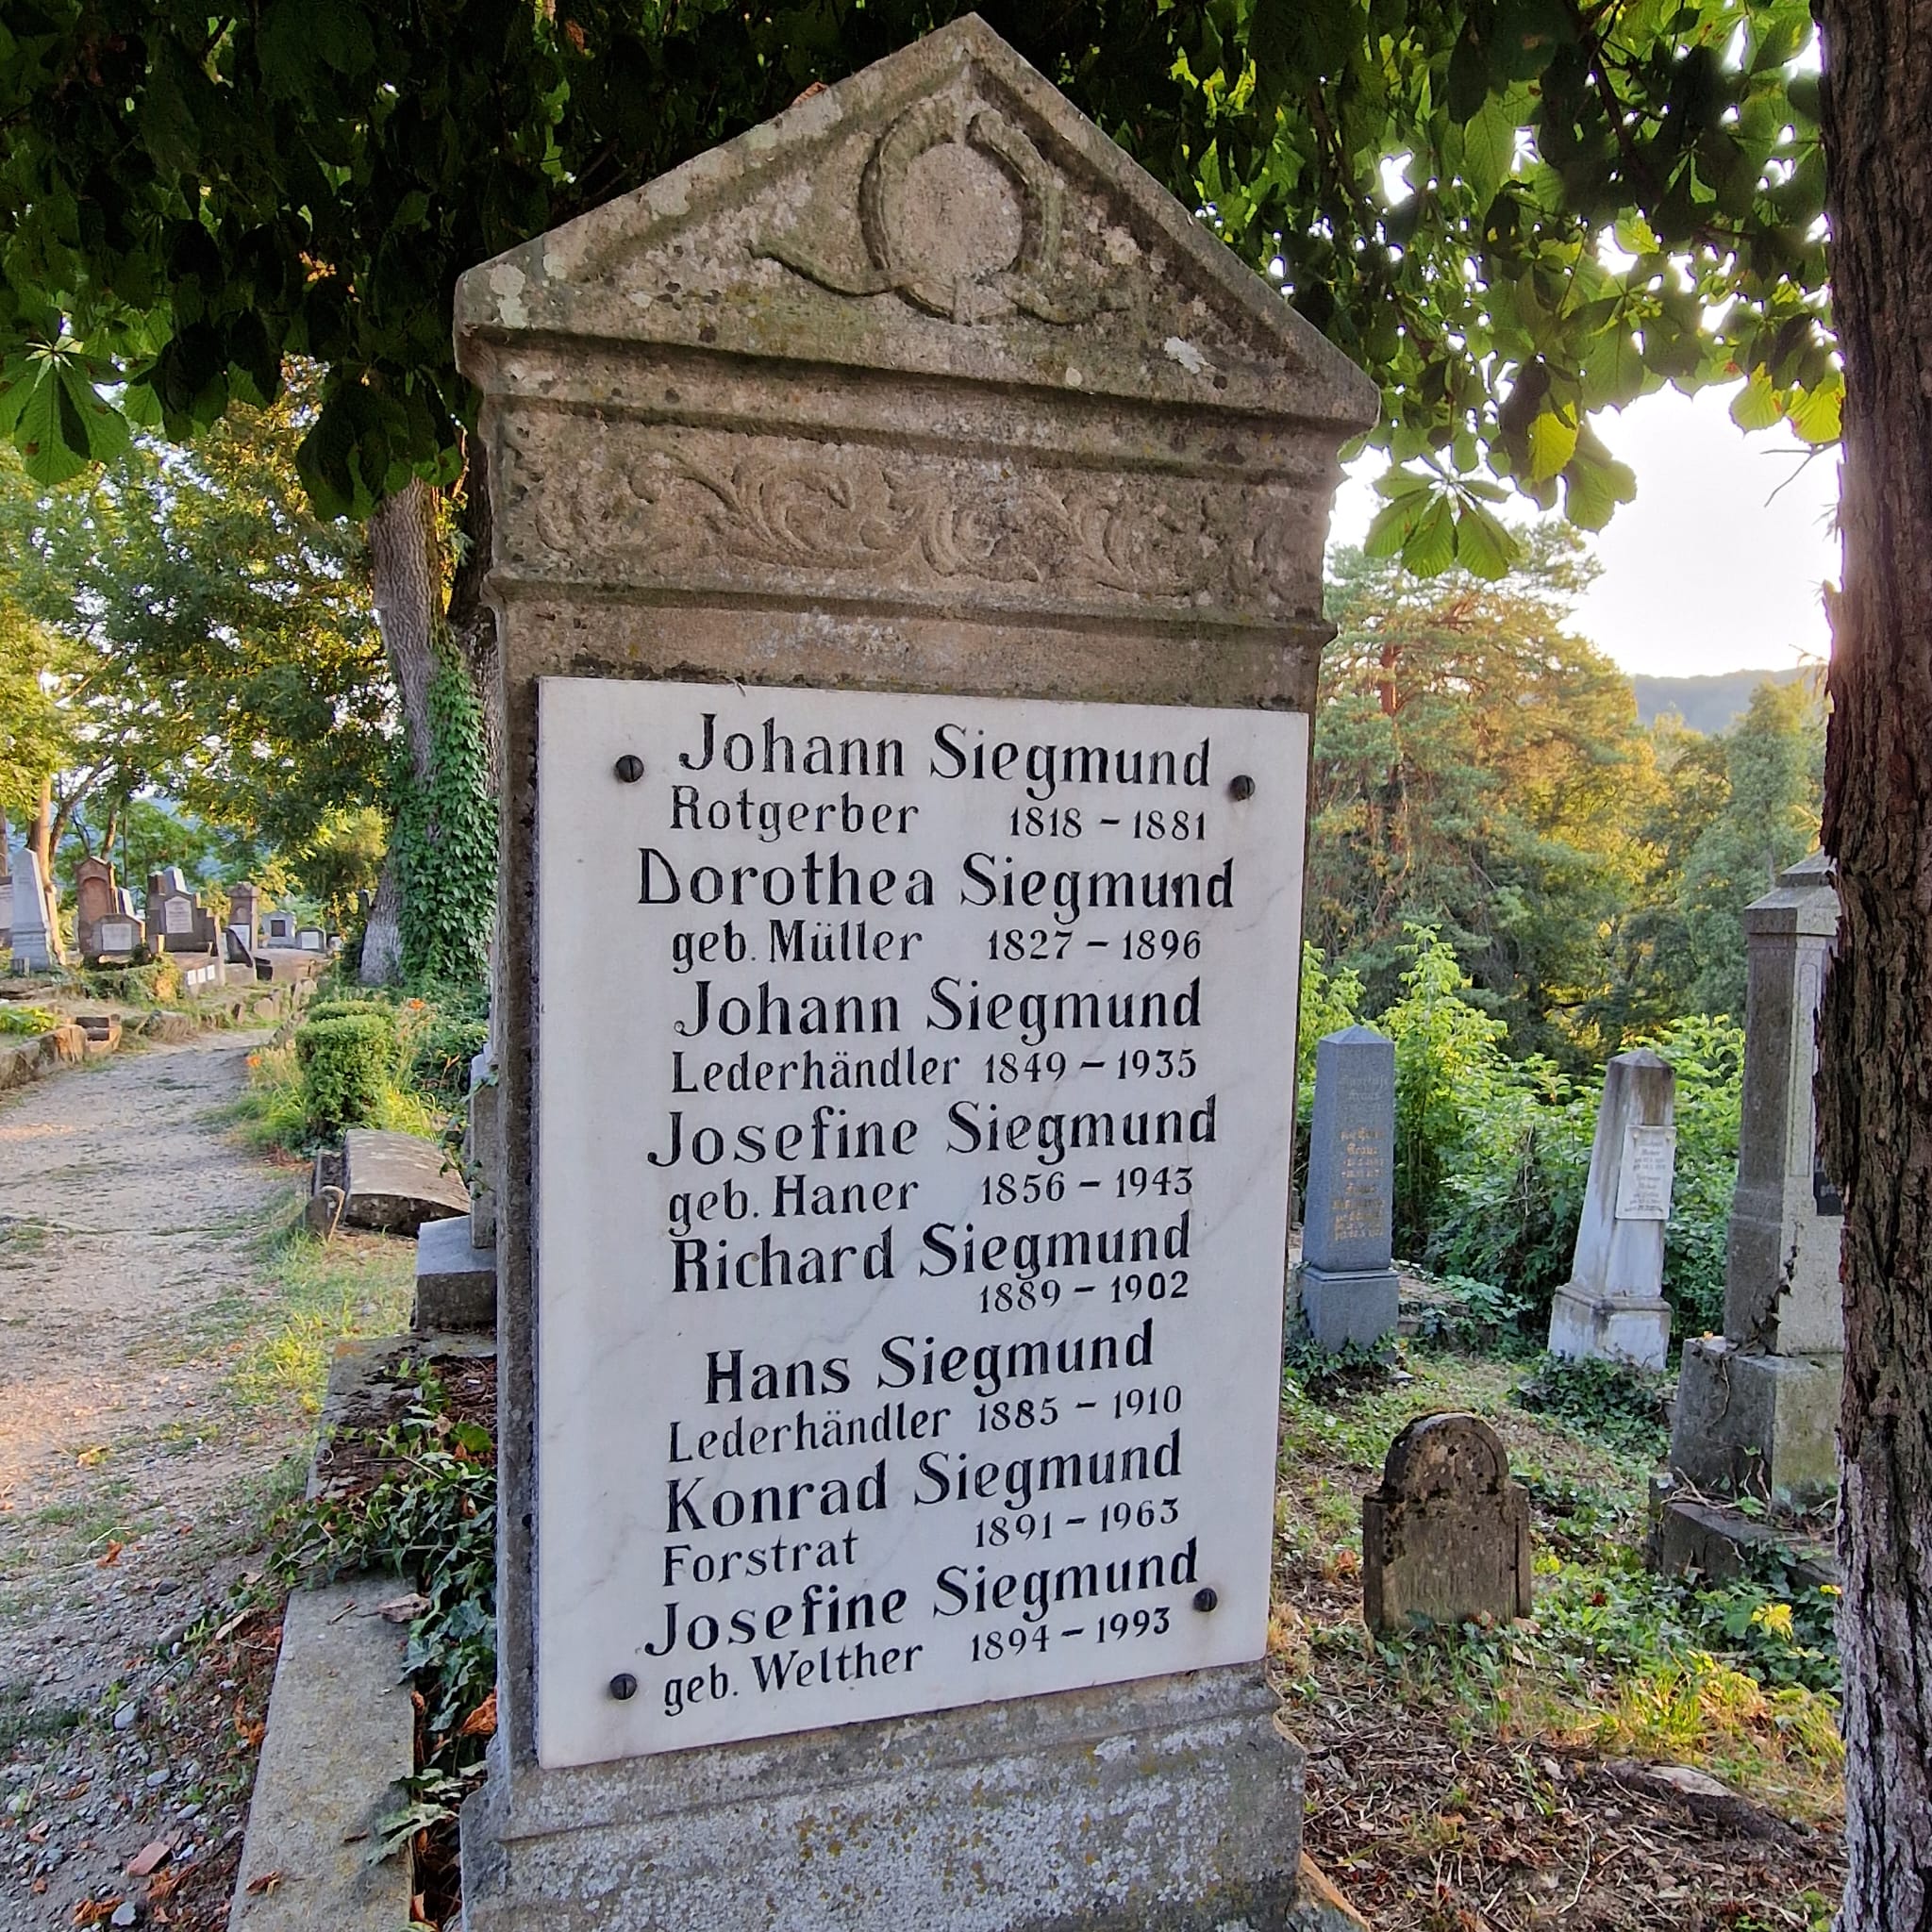 Johann Siegmund
Rotgerber 1818 – 1881
Dorothea Siegmund
geb. Müller 1827 – 1896
Johann Siegmund
Lederhändler 1849 – 1935
Josefine Siegmund
geb. Haner 1856 – 1943
Richard Siegmund
1889 – 1902
Hans Siegmund
Lederhändler 1885 – 1910
Konrad Siegmund
Forstrat 1891 – 1963
Josefine Siegmund
geb. Welther 1894 – 1993